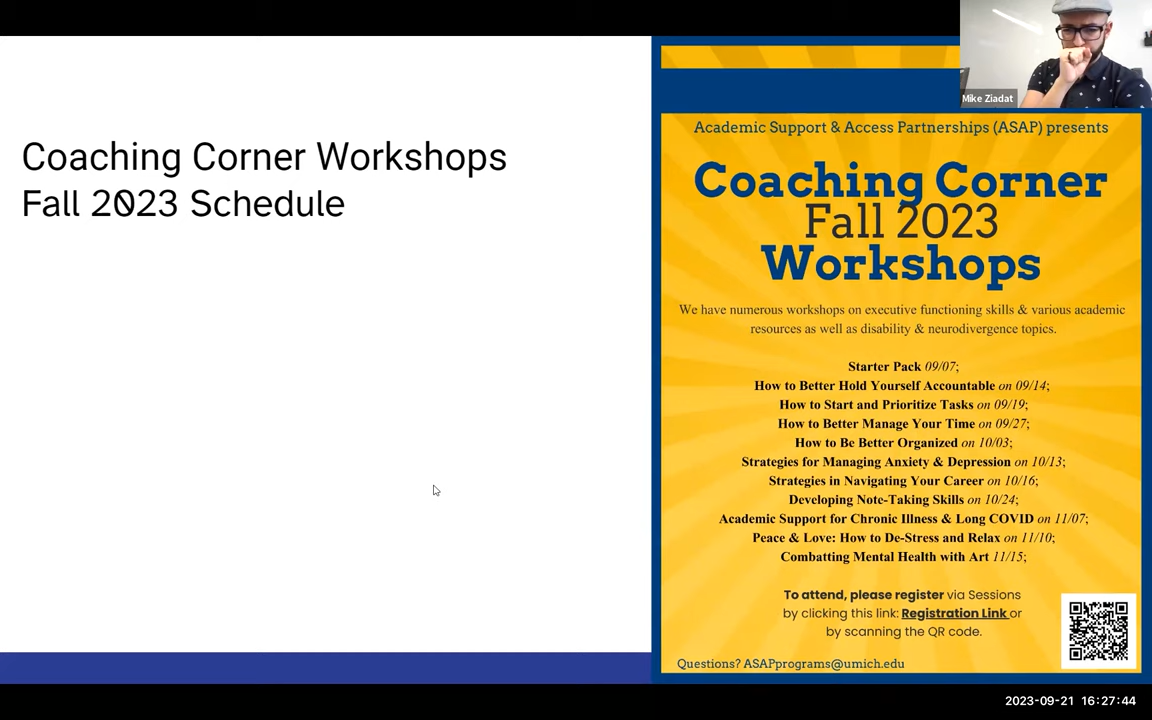 Coaching Corner Workshops
Fall 2023 Schedule
Mike Ziadat
Academic Support & Access Partnerships (ASAP) presents
Coaching Corner
Fall 2023
Workshops
We have numerous workshops on executive functioning skills & various academic
resources as well as disability & neurodivergence topics.
Starter Pack 09/07;
How to Better Hold Yourself Accountable on 09/14;
How to Start and Prioritize Tasks on 09/19;
How to Better Manage Your Time on 09/27;
How to Be Better Organized on 10/03;
Strategies for Managing Anxiety & Depression on 10/13;
Strategies in Navigating Your Career on 10/16;
Developing Note-Taking Skills on 10/24;
Academic Support for Chronic Illness & Long COVID on 11/07;
Peace & Love: How to De-Stress and Relax on 11/10;
Combatting Mental Health with Art 11/15;
To attend, please register via Sessions
by clicking this link: Registration Link or
by scanning the QR code.
Questions? ASAPprograms@umich.edu
2023-09-21 16:27:44